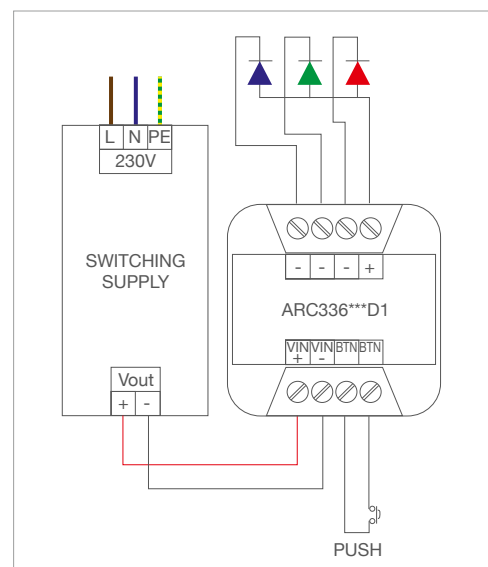 L N PE
230V
SWITCHING
SUPPLY
Vout
+ -
- - - +
ARC336***D1
VIN VIN BTN BTN
+ -
PUSH